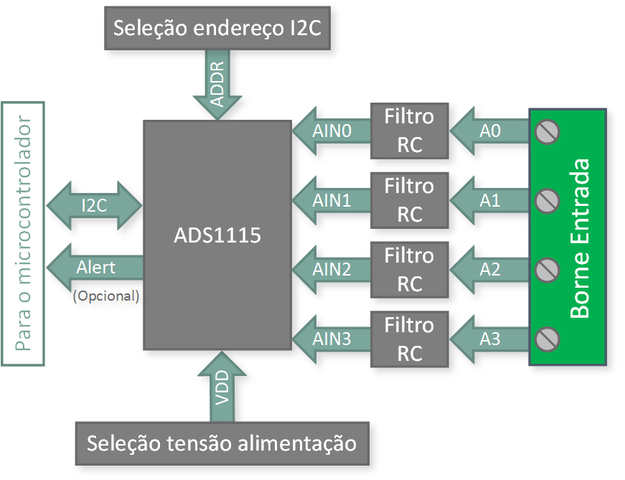 Seleção endereço I2C
ADDR
Para o microcontrolador
I2C
Alert
(Opcional)
ADS1115
AIN0
Filtro
RC
A0
AIN1
Filtro
RC
A1
AIN2
Filtro
RC
A2
AIN3
Filtro
RC
A3
Borne Entrada
VDD
Seleção tensão alimentação